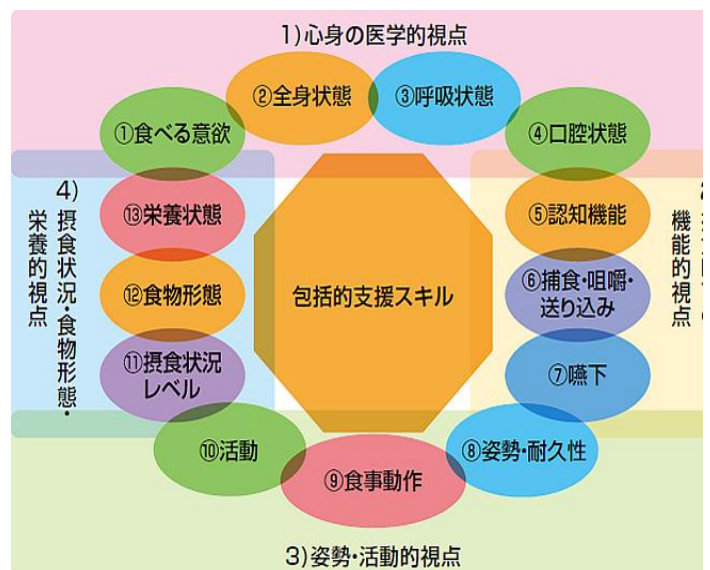 1)心身の医学的視点
②全身状態
③呼吸状態
①食べる意欲
④口腔状態
4)
摂食状況・食物形態・
栄養的視点
⑬栄養状態
⑤認知機能
機能的視点
⑫食物形態
包括的支援スキル
⑥捕食・咀嚼・
送り込み
⑪摂食状況
レベル
⑦嚥下
⑩活動
⑧姿勢・耐久性
⑨食事動作
3)姿勢・活動的視点